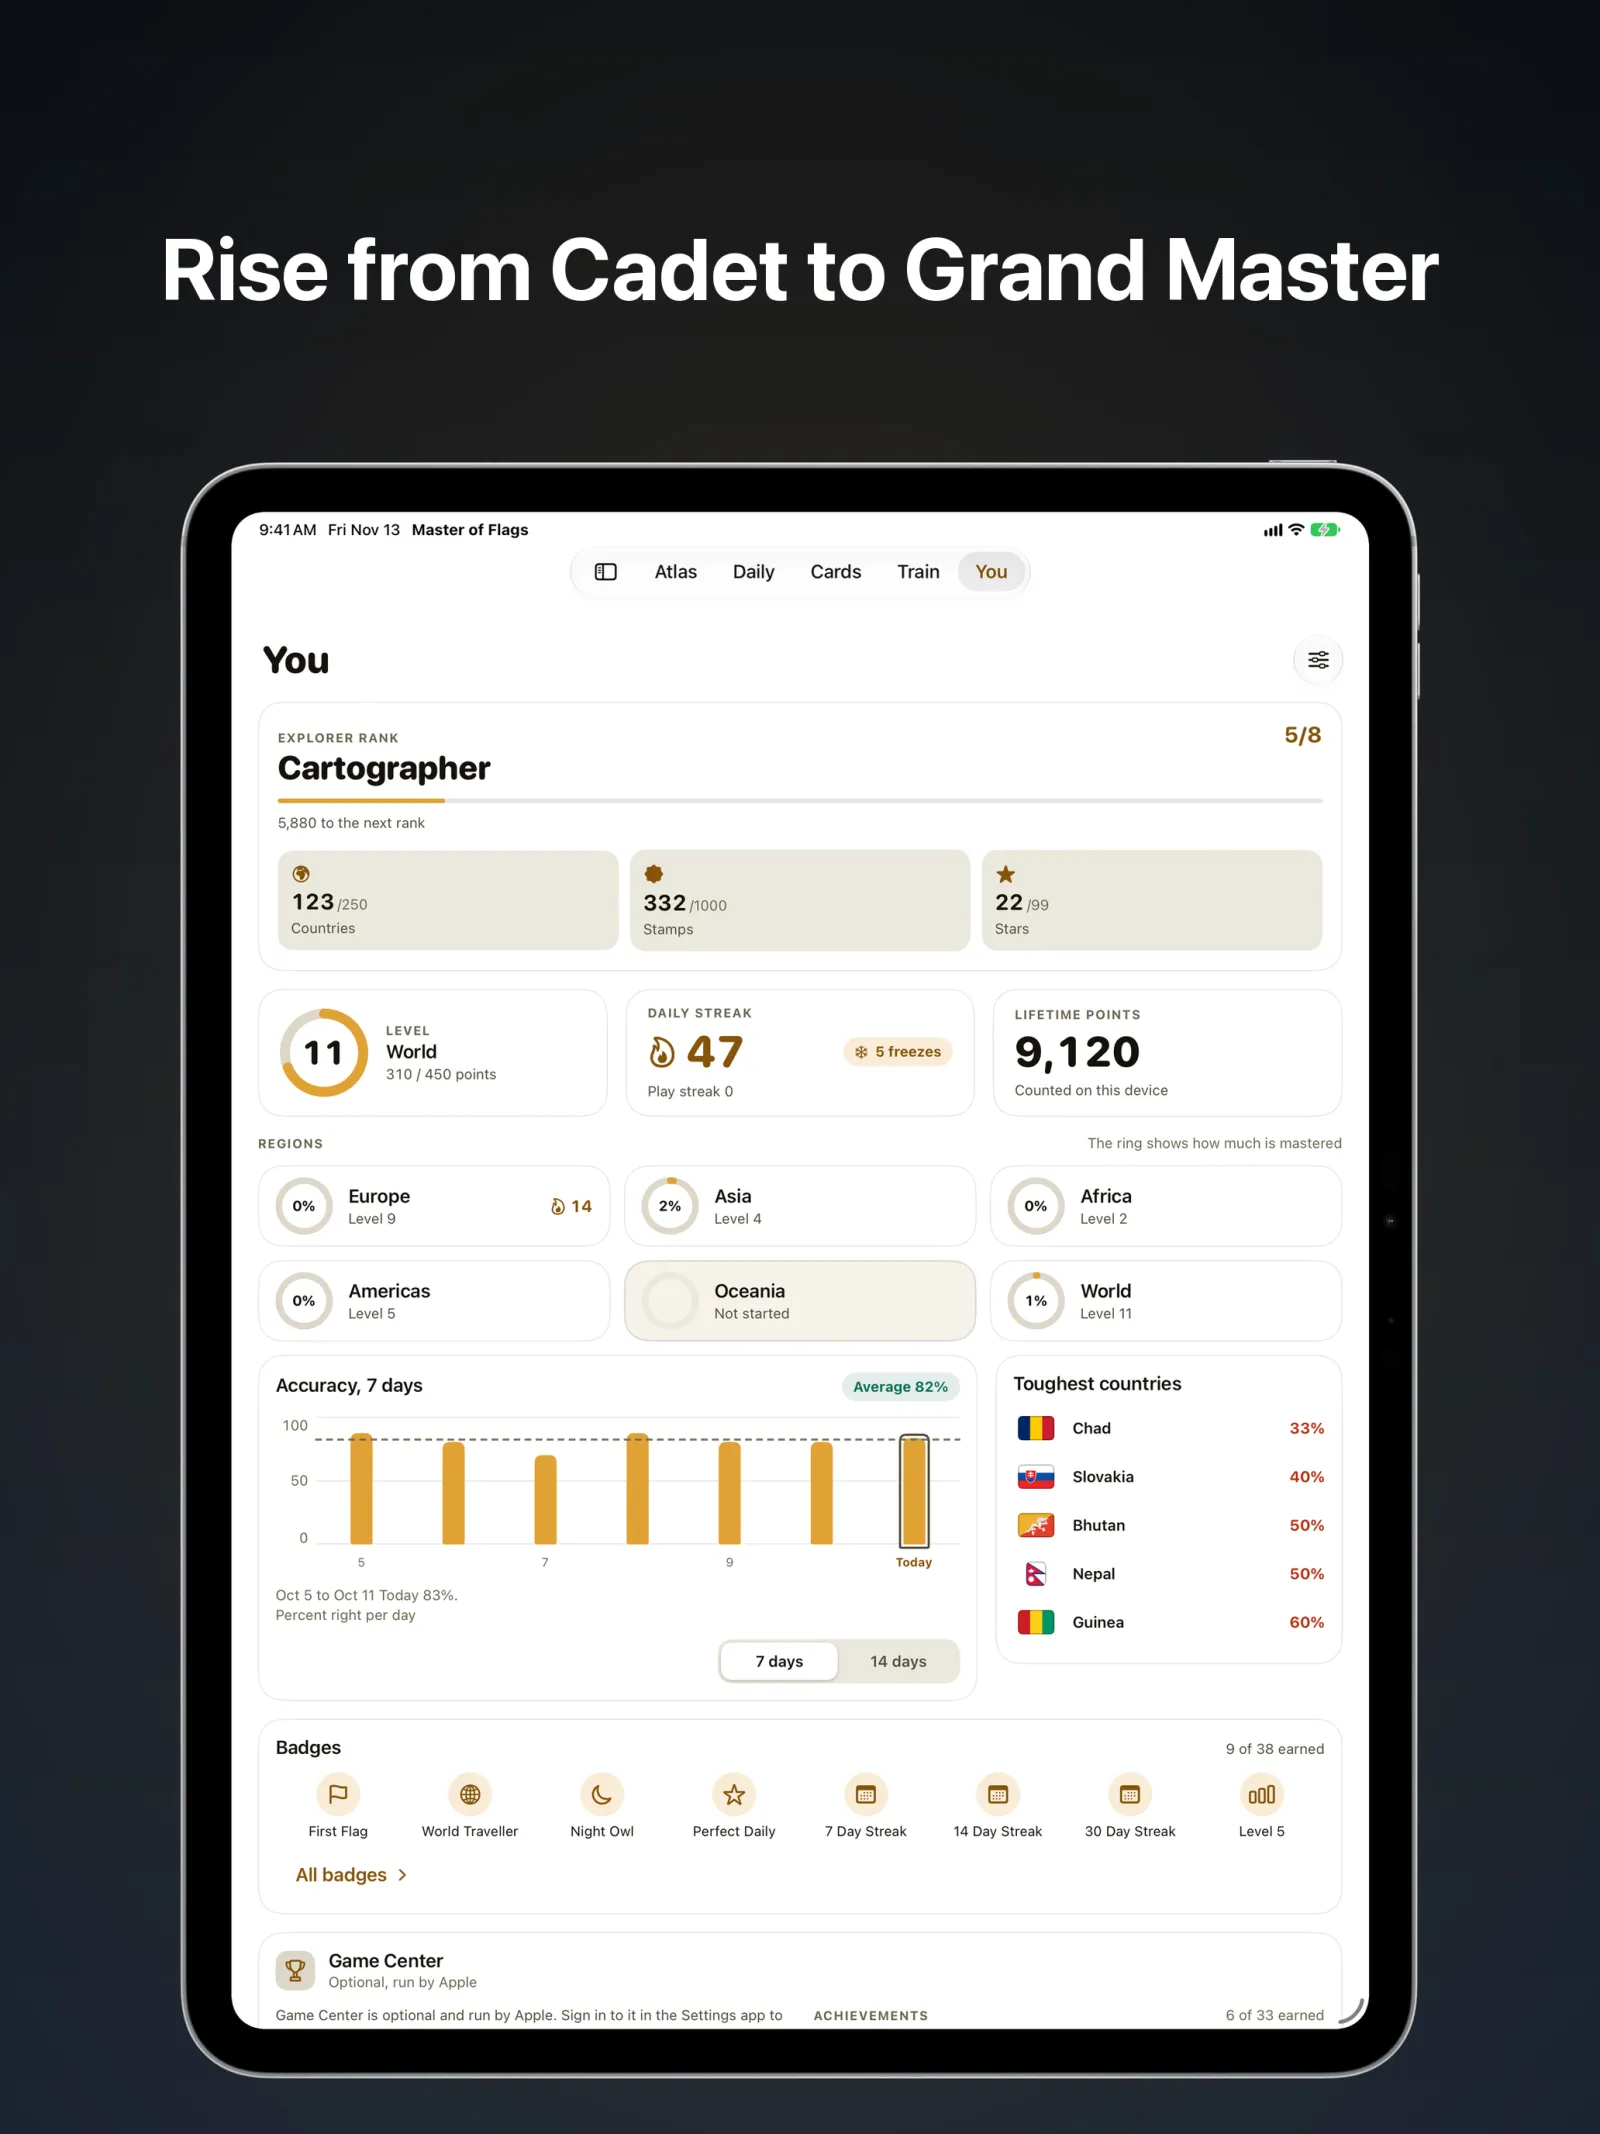 Rise from Cadet to Grand Master
9:41 AM Fri Nov 13 Master of Flags
Atlas Daily Cards Train You
You
EXPLORER RANK
5/8
Cartographer
5,880 to the next rank
123/250
Countries
332/1000
Stamps
22/99
Stars
11
LEVEL
World
310 / 450 points
DAILY STREAK
47
5 freezes
Play streak 0
LIFETIME POINTS
9,120
Counted on this device
REGIONS
The ring shows how much is mastered
0%
Europe
Level 9
14
2%
Asia
Level 4
0%
Africa
Level 2
0%
Americas
Level 5
Oceania
Not started
1%
World
Level 11
Accuracy, 7 days
Average 82%
100
50
0
5 7 9 Today
Oct 5 to Oct 11 Today 83%.
Percent right per day
7 days 14 days
Toughest countries
Chad 33%
Slovakia 40%
Bhutan 50%
Nepal 50%
Guinea 60%
Badges
9 of 38 earned
First Flag World Traveller Night Owl Perfect Daily 7 Day Streak 14 Day Streak 30 Day Streak Level 5
All badges
Game Center
Optional, run by Apple
Game Center is optional and run by Apple. Sign in to it in the Settings app to
ACHIEVEMENTS
6 of 33 earned